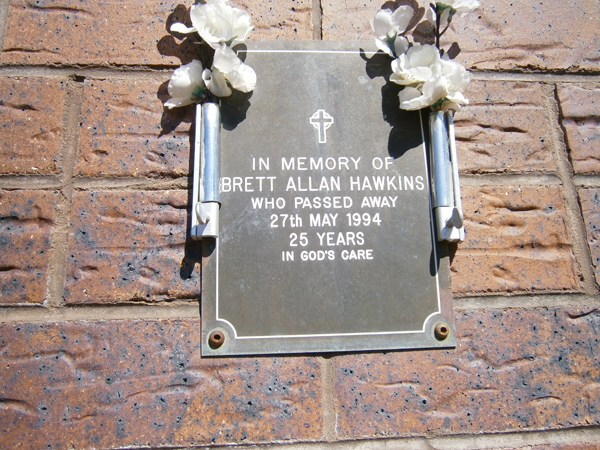 IN MEMORY OF
BRETT ALLAN HAWKINS
WHO PASSED AWAY
27th MAY 1994
25 YEARS
IN GOD'S CARE